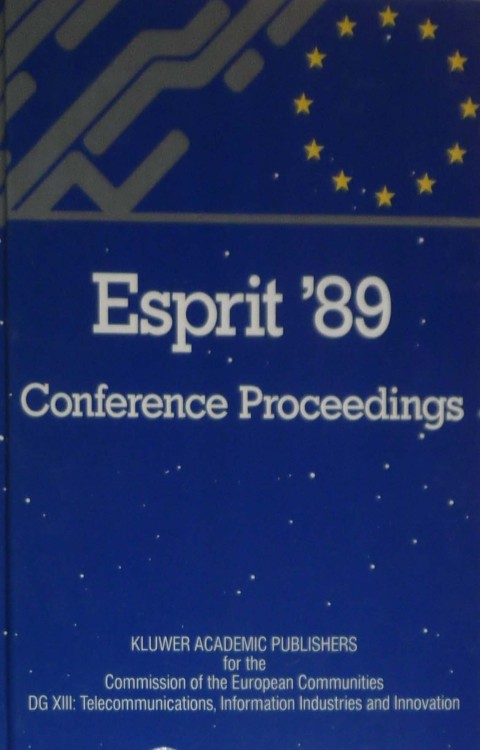 Esprit '89
Conference Proceedings
KLUWER ACADEMIC PUBLISHERS
for the
Commission of the European Communities
DG XIII: Telecommunications, Information Industries and Innovation